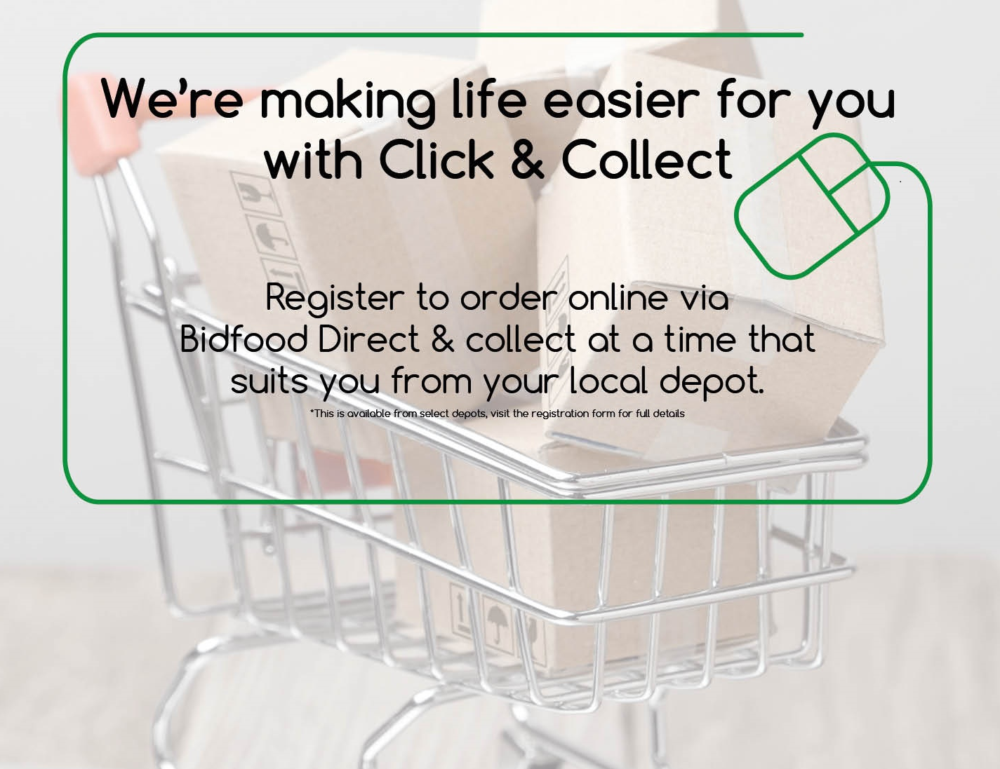 We're making life easier for you
with Click & Collect
Register to order online via
Bidfood Direct & collect at a time that
suits you from your local depot.
*This is available from select depots, visit the registration form for full details